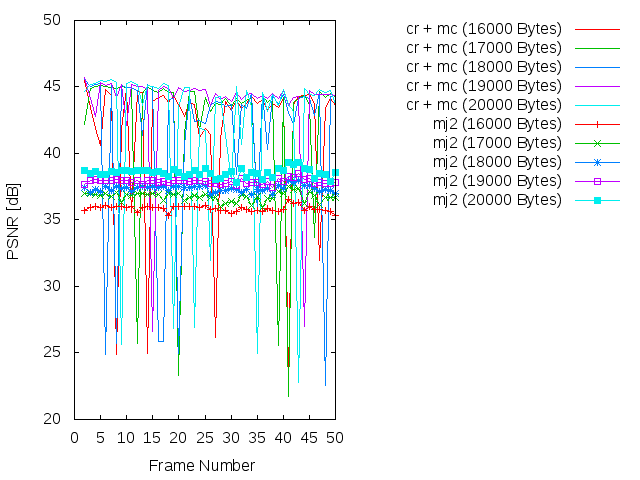 50
45
40
35
30
25
20
PSNR [dB]
0 5 10 15 20 25 30 35 40 45 50
Frame Number
cr + mc (16000 Bytes)
cr + mc (17000 Bytes)
cr + mc (18000 Bytes)
cr + mc (19000 Bytes)
cr + mc (20000 Bytes)
mj2 (16000 Bytes)
mj2 (17000 Bytes)
mj2 (18000 Bytes)
mj2 (19000 Bytes)
mj2 (20000 Bytes)